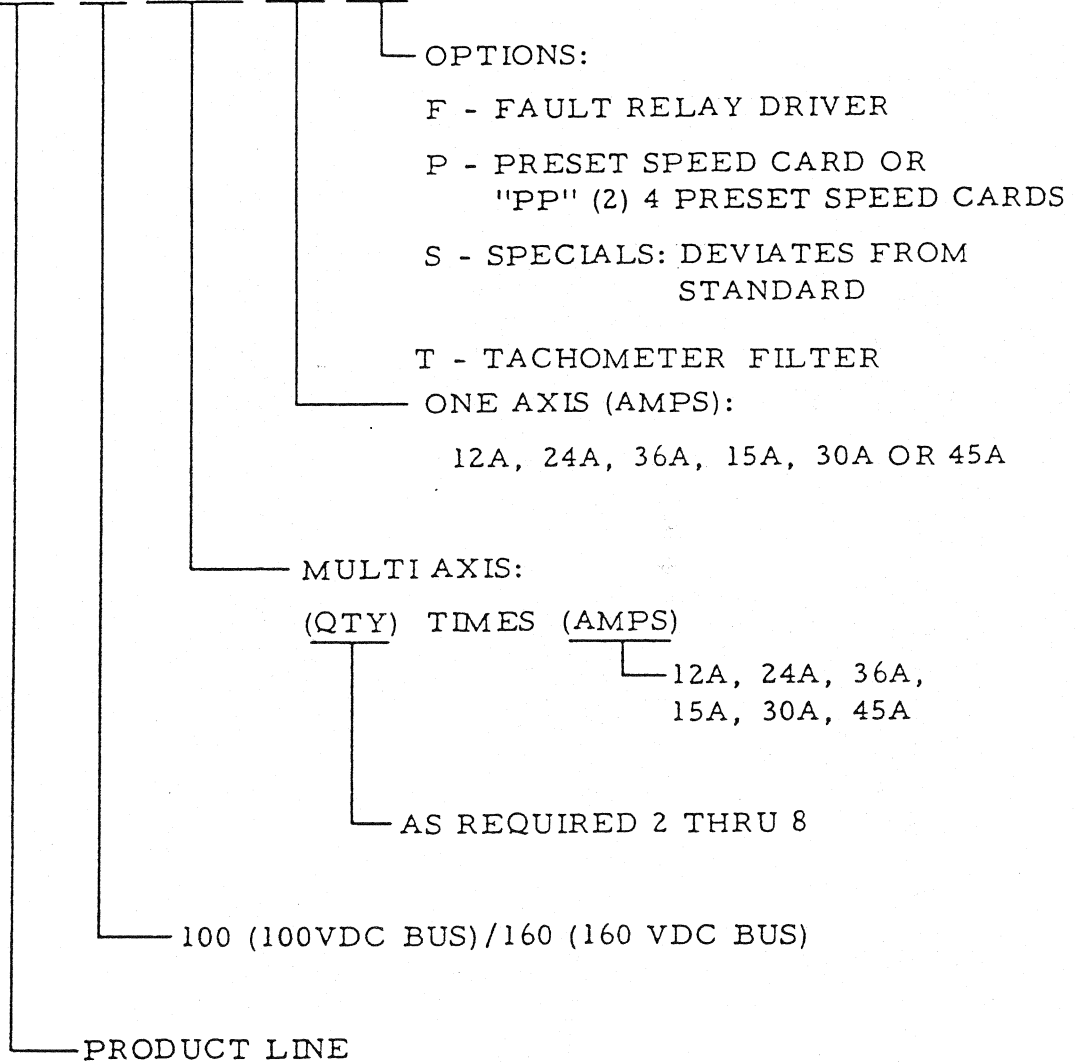 OPTIONS:
F - FAULT RELAY DRIVER
P - PRESET SPEED CARD OR
"PP" (2) 4 PRESET SPEED CARDS
S - SPECIALS: DEVIATES FROM
STANDARD
T - TACHOMETER FILTER
ONE AXIS (AMPS):
12A, 24A, 36A, 15A, 30A OR 45A
MULTI AXIS:
(QTY) TIMES (AMPS)
12A, 24A, 36A,
15A, 30A, 45A
AS REQUIRED 2 THRU 8
100 (100VDC BUS)/160 (160 VDC BUS)
PRODUCT LINE